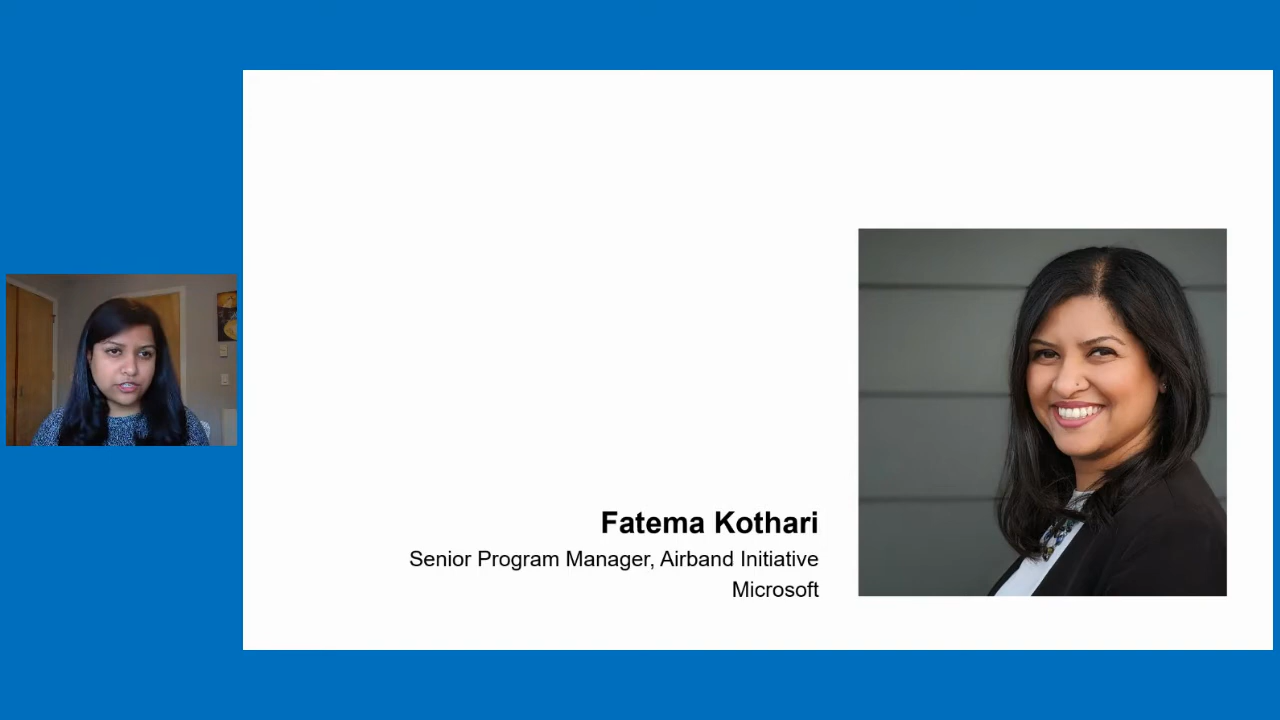 Fatema Kothari
Senior Program Manager, Airband Initiative
Microsoft